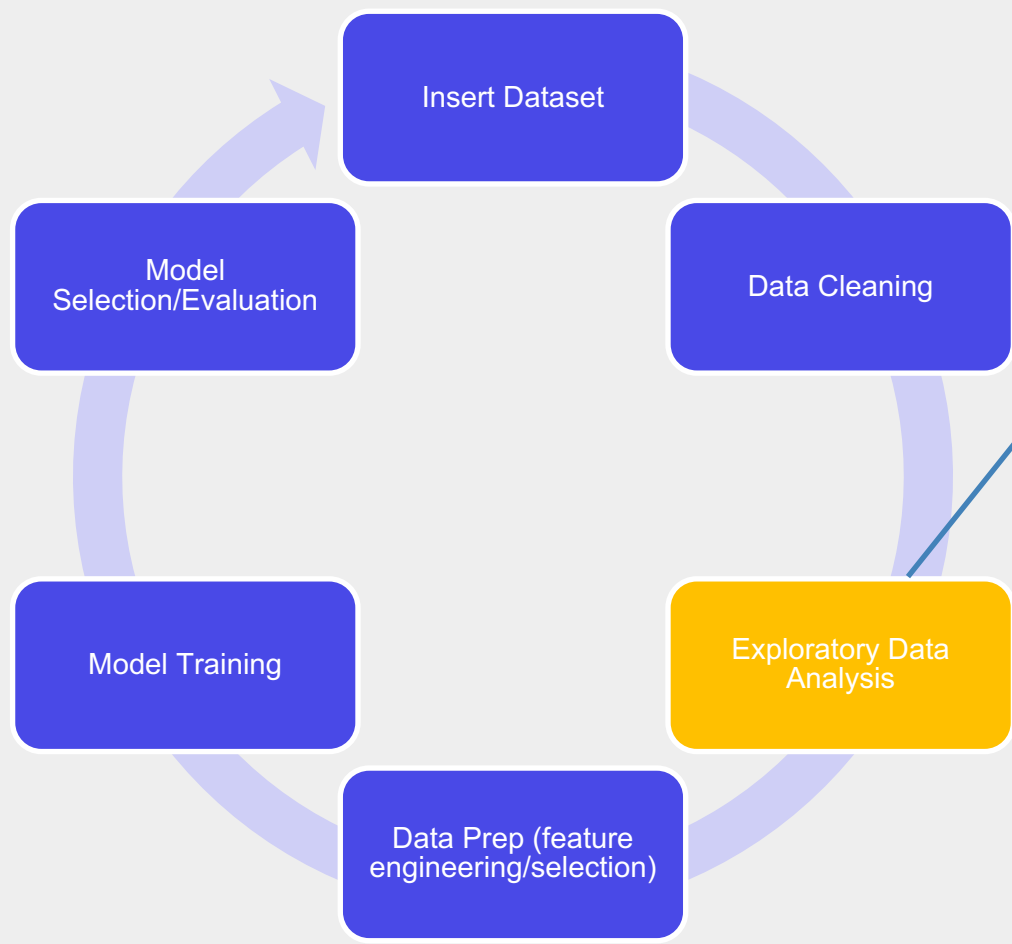 Insert Dataset
Data Cleaning
Exploratory Data
Analysis
Data Prep (feature
engineering/selection)
Model Training
Model
Selection/Evaluation